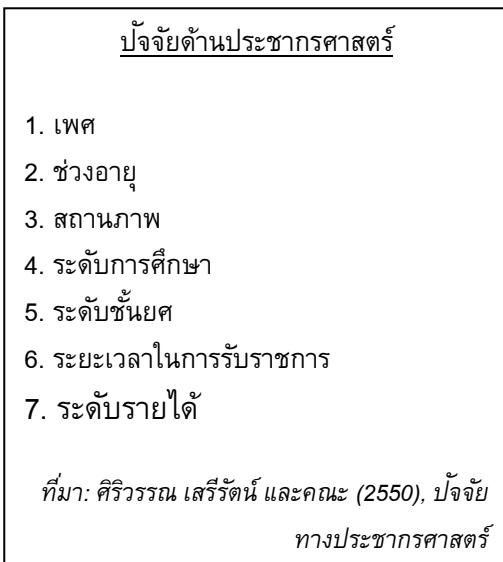 ปัจจัยด้านประชากรศาสตร์
1. เพศ
2. ช่วงอายุ
3. สถานภาพ
4. ระดับการศึกษา
5. ระดับชั้นยศ
6. ระยะเวลาในการรับราชการ
7. ระดับรายได้
ที่มา: ศิริวรรณ เสรีรัตน์ และคณะ (2550), ปัจจัย
ทางประชากรศาสตร์